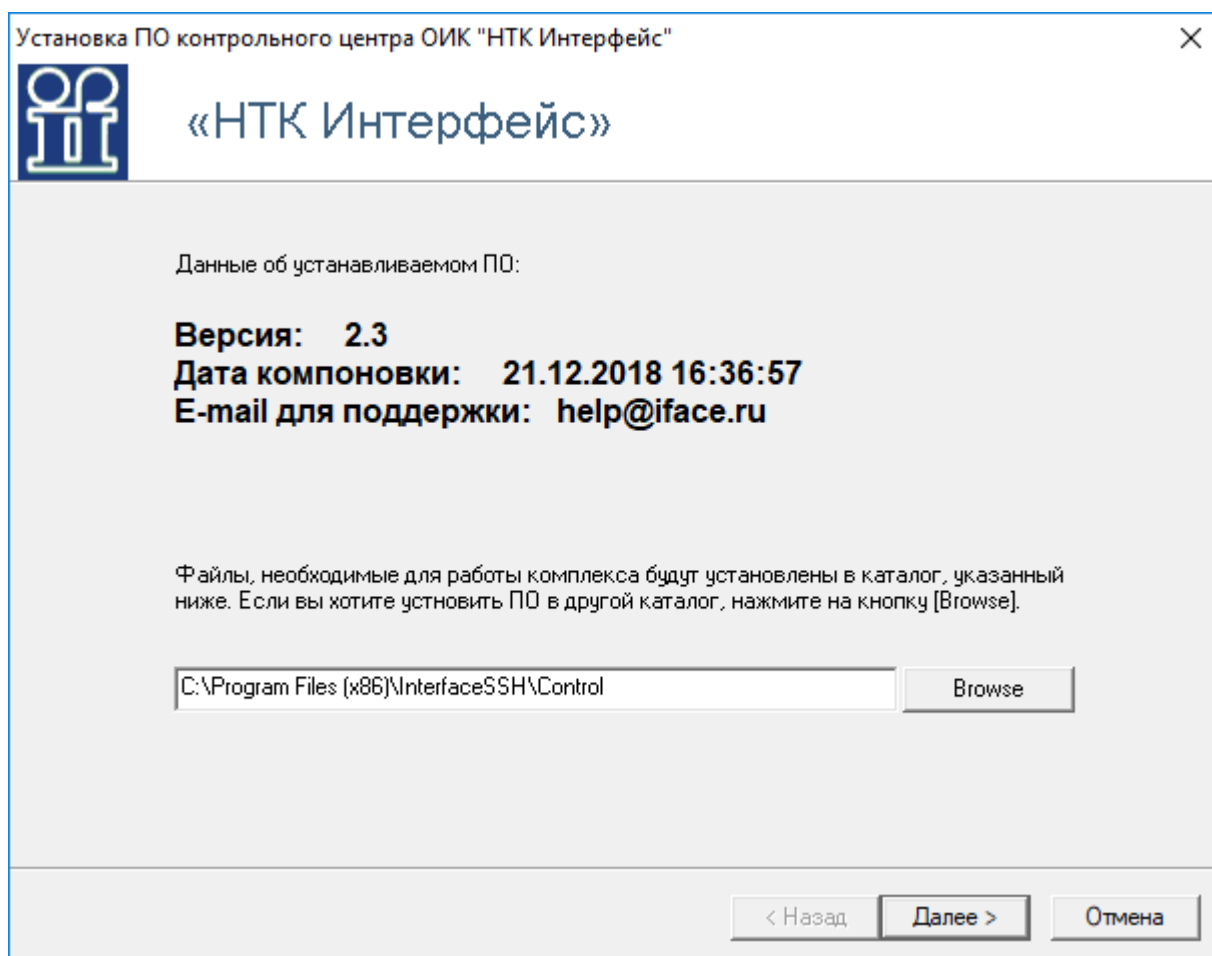 Установка ПО контрольного центра ОИК "НТК Интерфейс"
«НТК Интерфейс»
Данные об устанавливаемом ПО:
Версия: 2.3
Дата компоновки: 21.12.2018 16:36:57
E-mail для поддержки: help@iface.ru
Файлы, необходимые для работы комплекса будут установлены в каталог, указанный
ниже. Если вы хотите устновить ПО в другой каталог, нажмите на кнопку [Browse].
C:\Program Files (x86)\InterfaceSSH\Control
Browse
< Назад Далее > Отмена